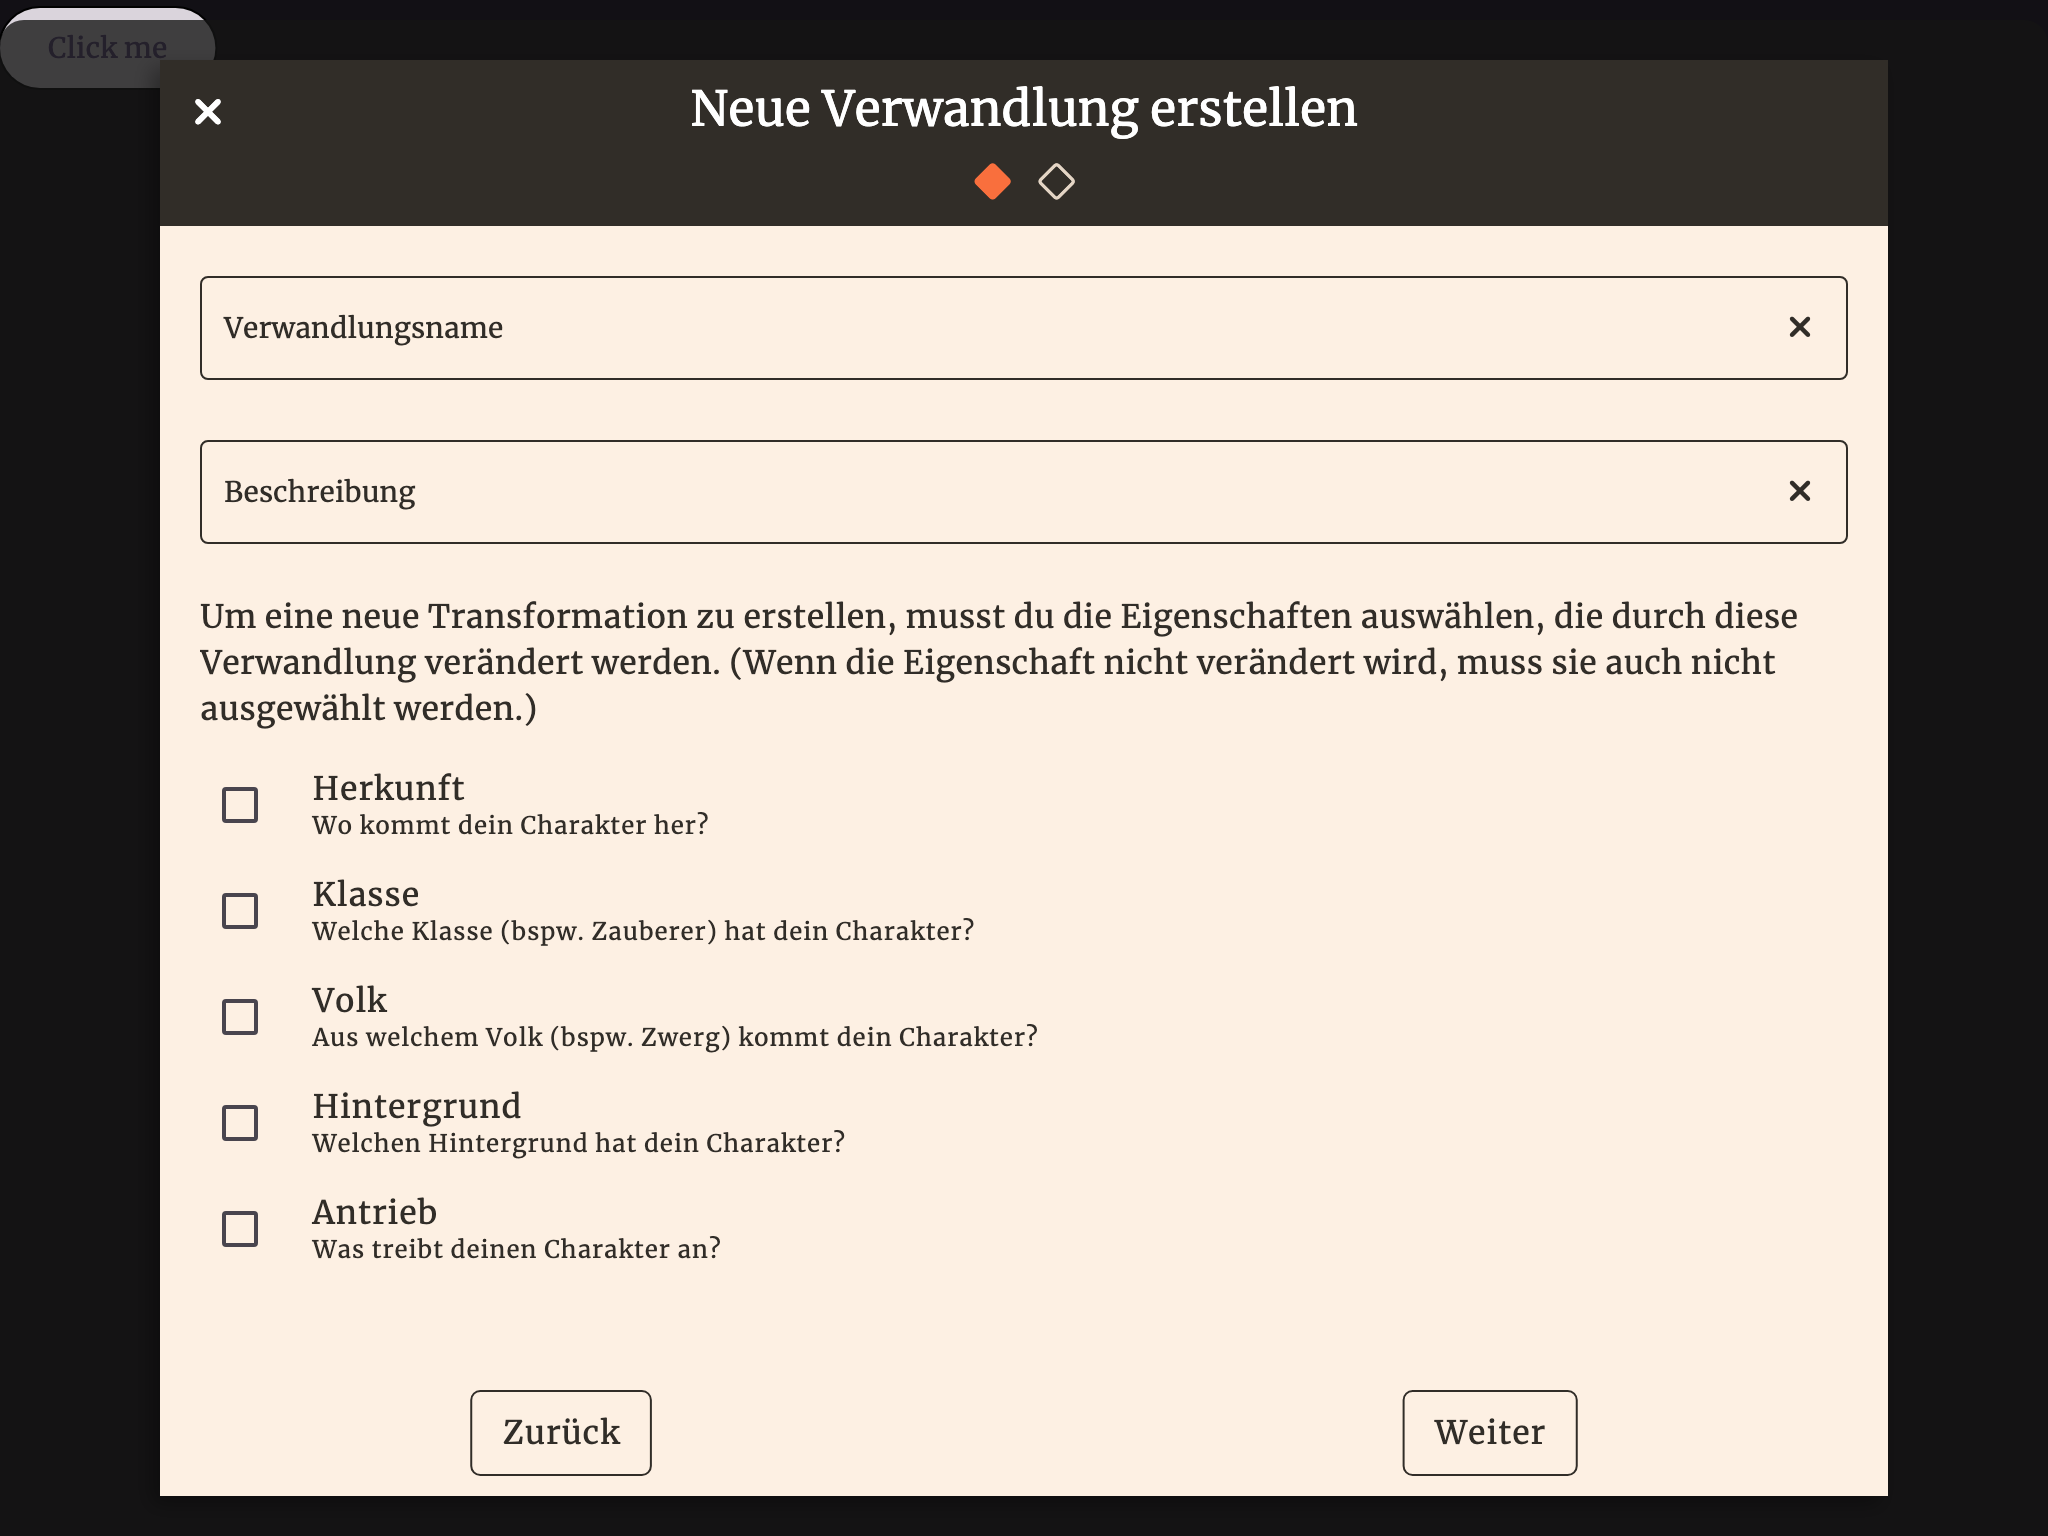 Click me
Neue Verwandlung erstellen
Verwandlungsname
Beschreibung
Um eine neue Transformation zu erstellen, musst du die Eigenschaften auswählen, die durch diese
Verwandlung verändert werden. (Wenn die Eigenschaft nicht verändert wird, muss sie auch nicht
ausgewählt werden.)
Herkunft
Wo kommt dein Charakter her?
Klasse
Welche Klasse (bspw. Zauberer) hat dein Charakter?
Volk
Aus welchem Volk (bspw. Zwerg) kommt dein Charakter?
Hintergrund
Welchen Hintergrund hat dein Charakter?
Antrieb
Was treibt deinen Charakter an?
Zurück
Weiter